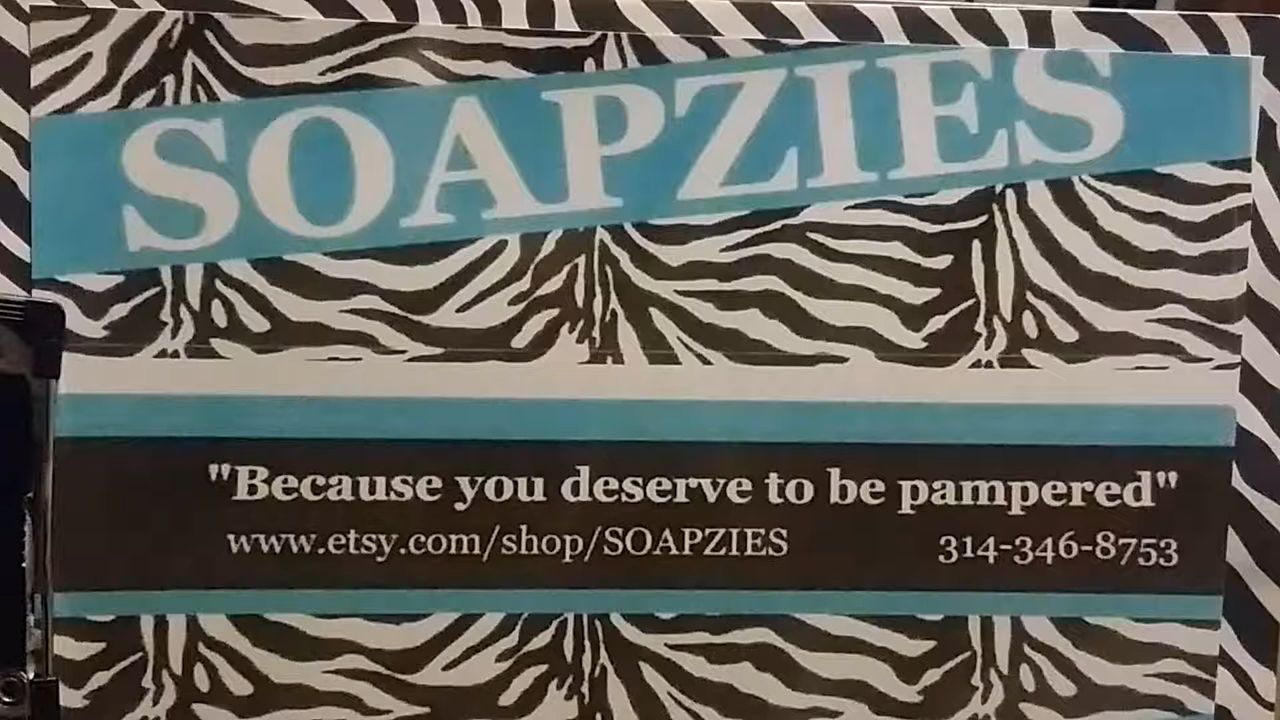 SOAPZIES
"Because you deserve to be pampered"
www.etsy.com/shop/SOAPZIES 314-346-8753